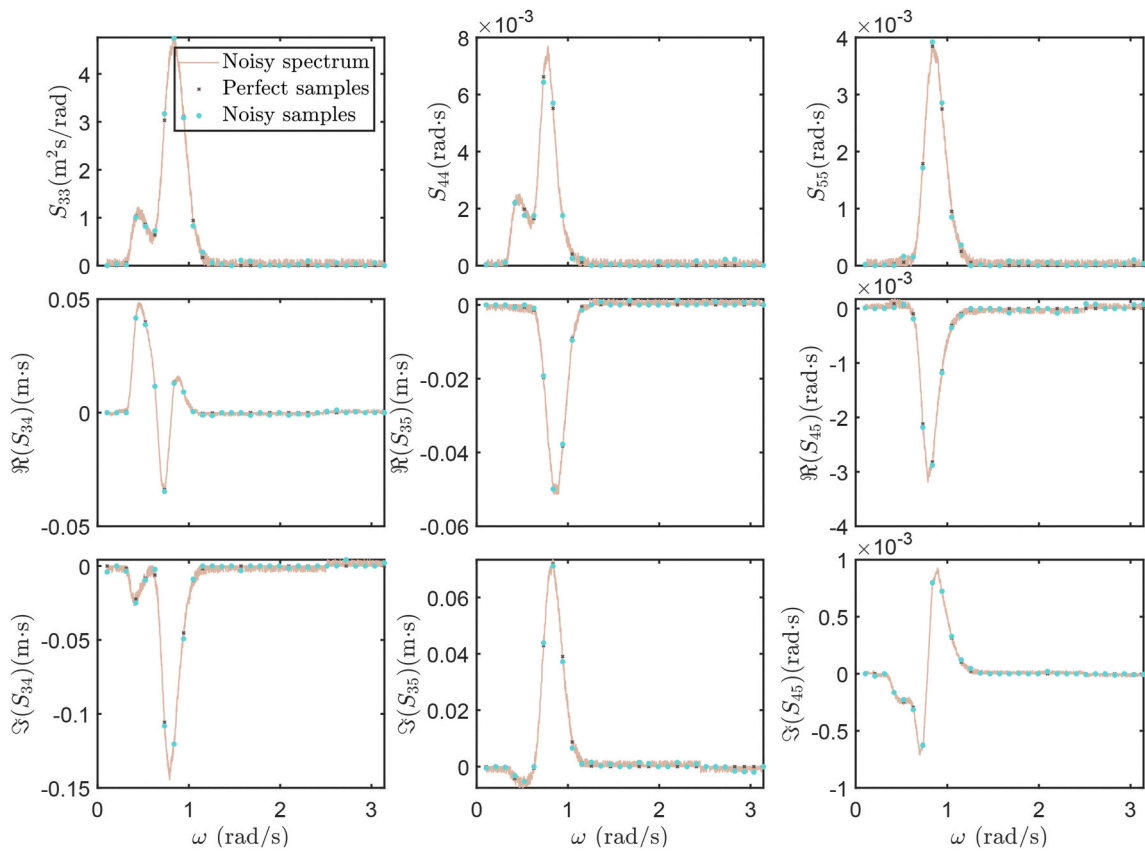 ×10⁻³
×10⁻³
S₃₃(m²s/rad)
4
3
2
1
0
Noisy spectrum
Perfect samples
Noisy samples
S₄₄(rad·s)
8
6
4
2
0
S₅₅(rad·s)
4
3
2
1
0
ℜ(S₃₄)(m·s)
0.05
0
-0.05
ℜ(S₃₅)(m·s)
0
-0.02
-0.04
-0.06
×10⁻³
ℜ(S₄₅)(rad·s)
0
-1
-2
-3
-4
ℑ(S₃₄)(m·s)
0
-0.05
-0.1
-0.15
0 1 2 3
ω (rad/s)
ℑ(S₃₅)(m·s)
0.06
0.04
0.02
0
0 1 2 3
ω (rad/s)
×10⁻³
ℑ(S₄₅)(rad·s)
1
0.5
0
-0.5
-1
0 1 2 3
ω (rad/s)